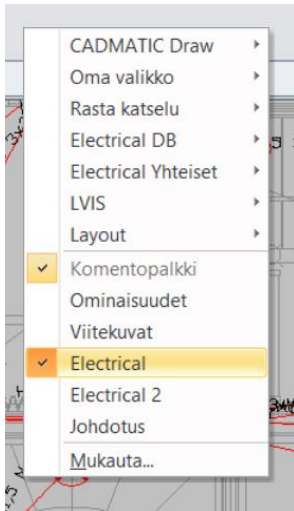 CADMATIC Draw
Oma valikko
Rasta katselu
Electrical DB
Electrical Yhteiset
LVIS
Layout
Komentopalkki
Ominaisuudet
Viitekuvat
Electrical
Electrical 2
Johdotus
Mukauta...